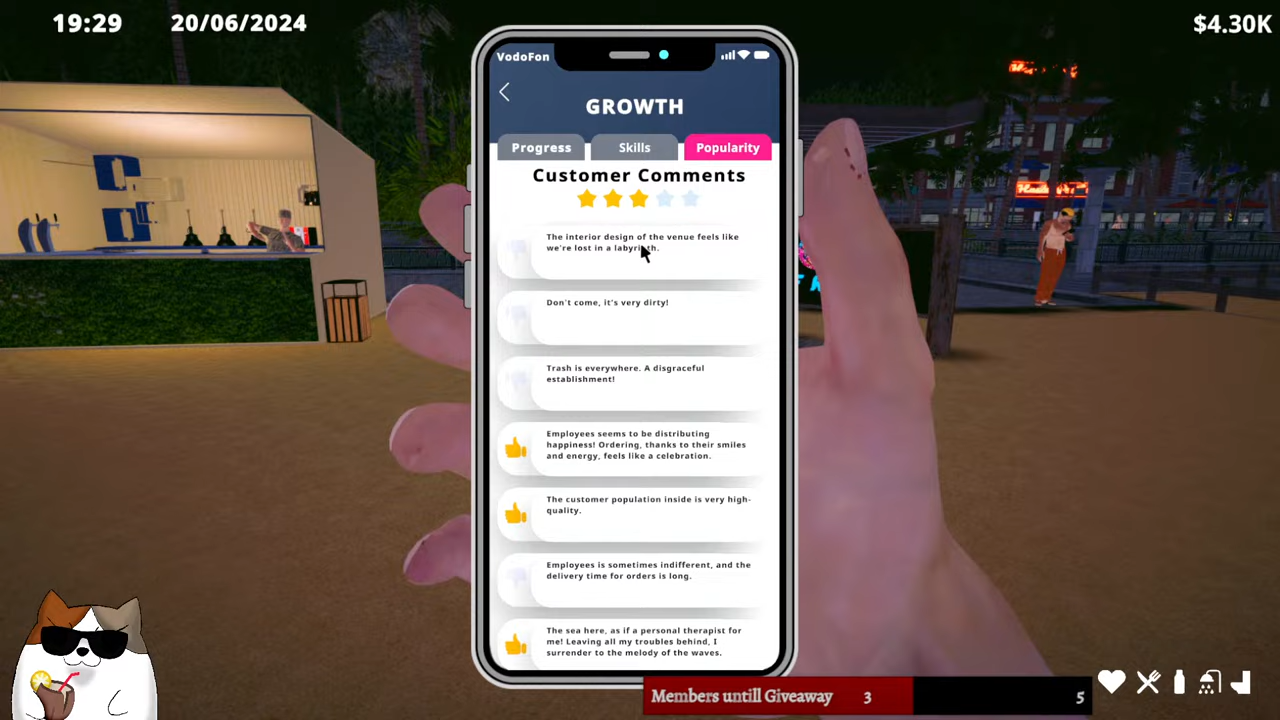 19:29 20/06/2024
$4.30K
VodoFon
GROWTH
Progress Skills Popularity
Customer Comments
The interior design of the venue feels like
we're lost in a labyrinth.
Don't come, it's very dirty!
Trash is everywhere. A disgraceful
establishment!
Employees seems to be distributing
happiness! Ordering, thanks to their smiles
and energy, feels like a celebration.
The customer population inside is very high-
quality.
Employees is sometimes indifferent, and the
delivery time for orders is long.
The sea here, as if a personal therapist for
me! Leaving all my troubles behind, I
surrender to the melody of the waves.
Members untill Giveaway 3 5